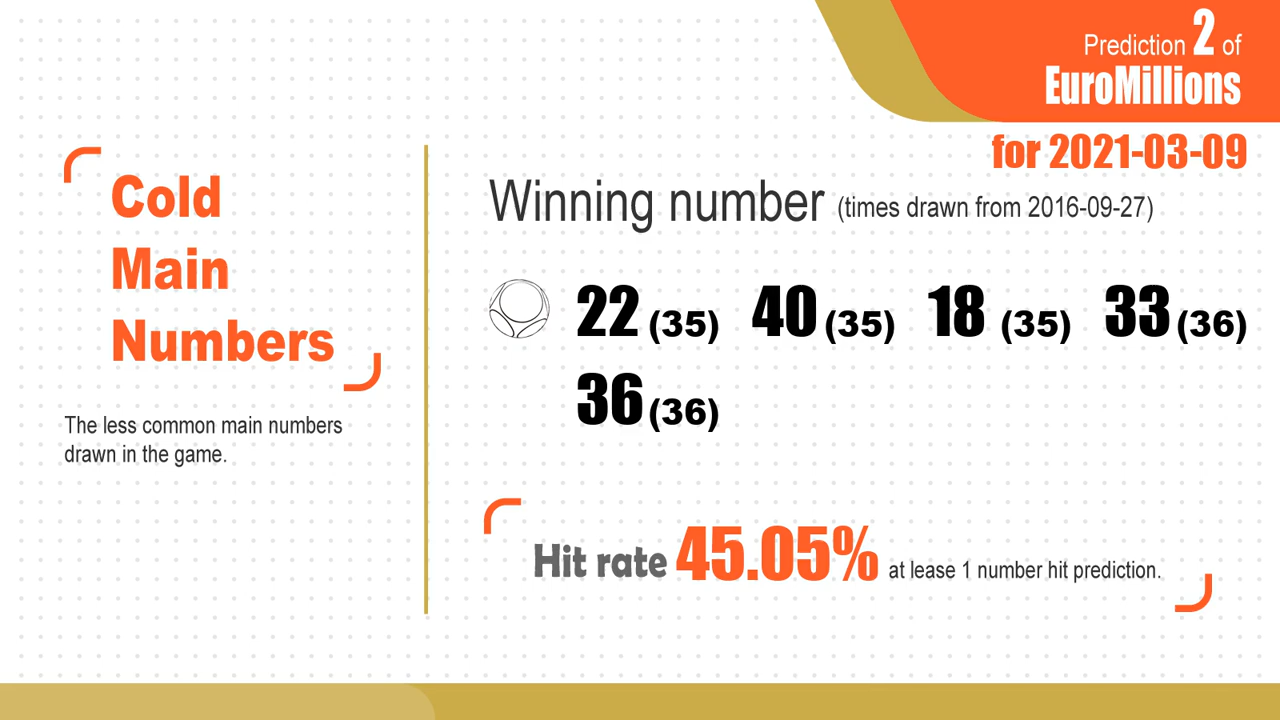 Prediction 2 of
EuroMillions
for 2021-03-09
Cold
Main
Numbers
The less common main numbers
drawn in the game.
Winning number (times drawn from 2016-09-27)
22 (35) 40 (35) 18 (35) 33 (36)
36 (36)
Hit rate 45.05% at lease 1 number hit prediction.